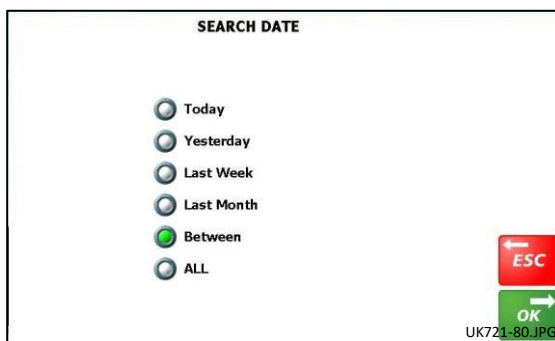 SEARCH DATE
Today
Yesterday
Last Week
Last Month
Between
ALL
ESC
OK
UK721-80.JPG